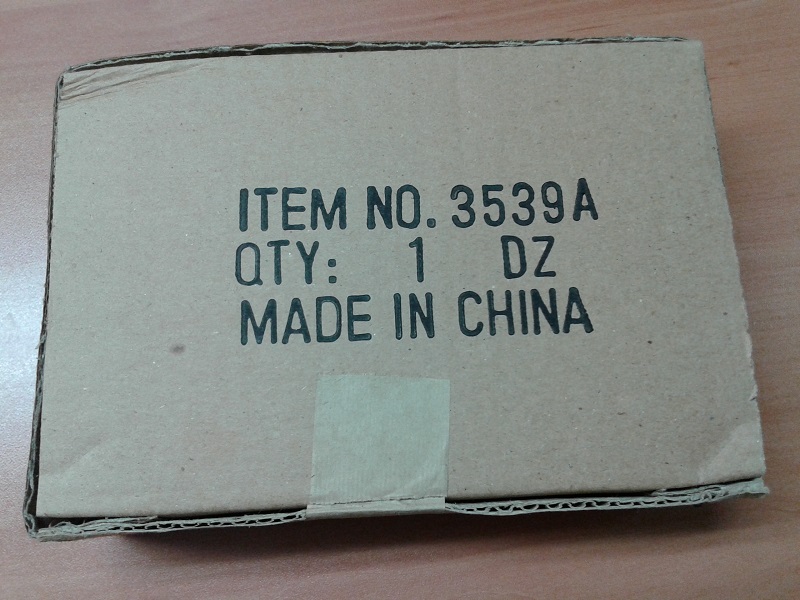 ITEM NO. 3539A
QTY: 1 DZ
MADE IN CHINA